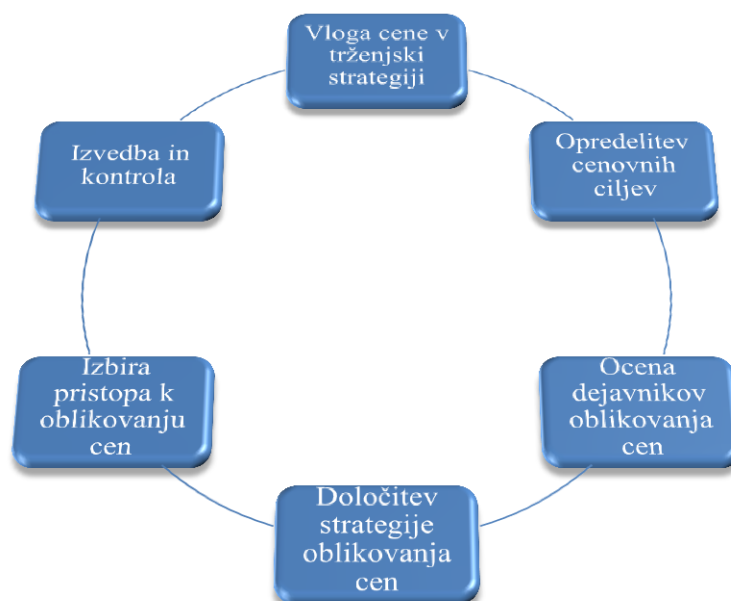 Vloga cene v
trženjski
strategiji
Opredelitev
cenovnih
ciljev
Ocena
dejavnikov
oblikovanja
cen
Določitev
strategije
oblikovanja
cen
Izbira
pristopa k
oblikovanju
cen
Izvedba in
kontrola